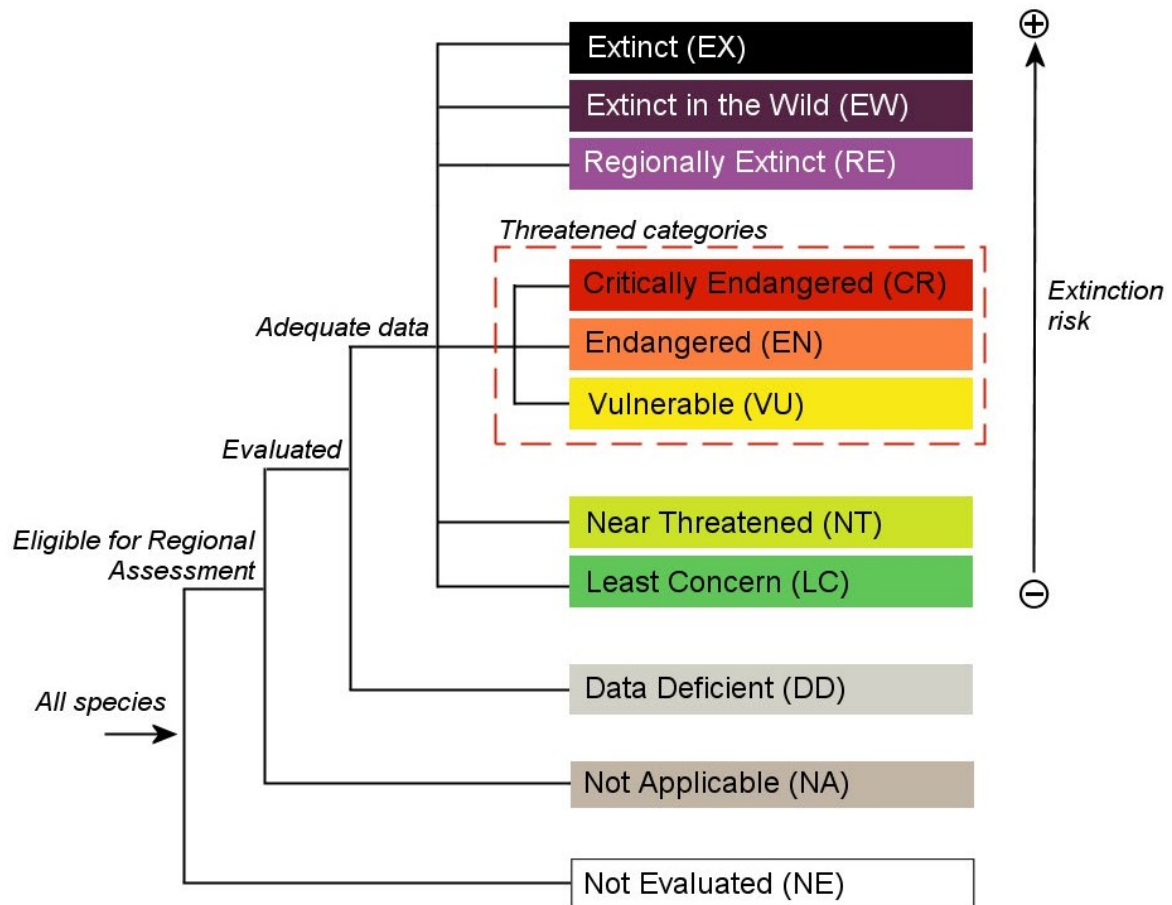 Extinct (EX)
Extinct in the Wild (EW)
Regionally Extinct (RE)
Threatened categories
Critically Endangered (CR)
Extinction
risk
Adequate data
Endangered (EN)
Vulnerable (VU)
Evaluated
Near Threatened (NT)
Eligible for Regional
Assessment
Least Concern (LC)
All species
Data Deficient (DD)
Not Applicable (NA)
Not Evaluated (NE)